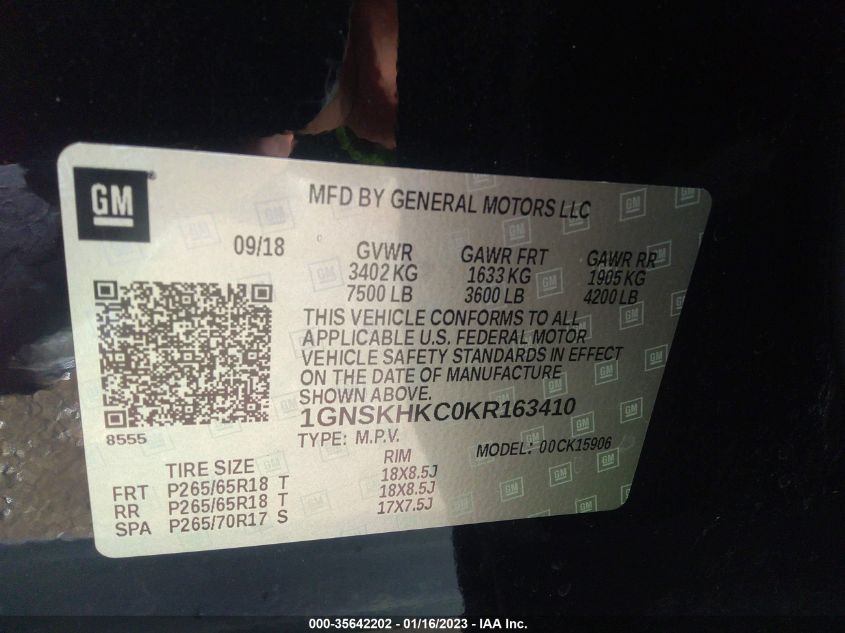 GM
MFD BY GENERAL MOTORS LLC
09/18
GVWR GAWR FRT GAWR RR
3402 KG 1633 KG 1905 KG
7500 LB 3600 LB 4200 LB
THIS VEHICLE CONFORMS TO ALL
APPLICABLE U.S. FEDERAL MOTOR
VEHICLE SAFETY STANDARDS IN EFFECT
ON THE DATE OF MANUFACTURE
SHOWN ABOVE.
1GNSKHKC0KR163410
8555
TYPE: M.P.V. MODEL: 00CK15906
TIRE SIZE RIM
FRT P265/65R18 T 18X8.5J
RR P265/65R18 T 18X8.5J
SPA P265/70R17 S 17X7.5J
000-35642202 - 01/16/2023 - IAA Inc.